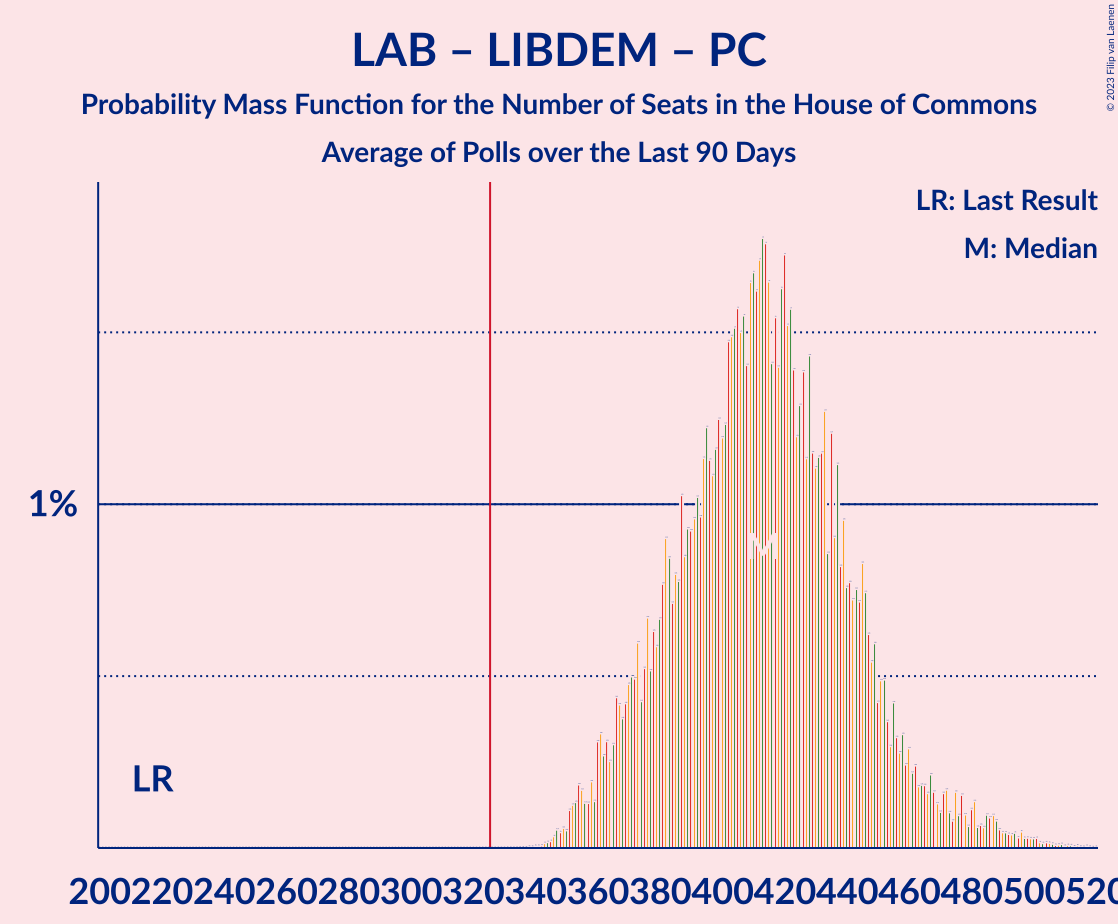 LAB – LIBDEM – PC
Probability Mass Function for the Number of Seats in the House of Commons
Average of Polls over the Last 90 Days
© 2023 Filip van Laenen
LR: Last Result
M: Median
1%
M
LR
200220240260280300320340360380400420440460480500520